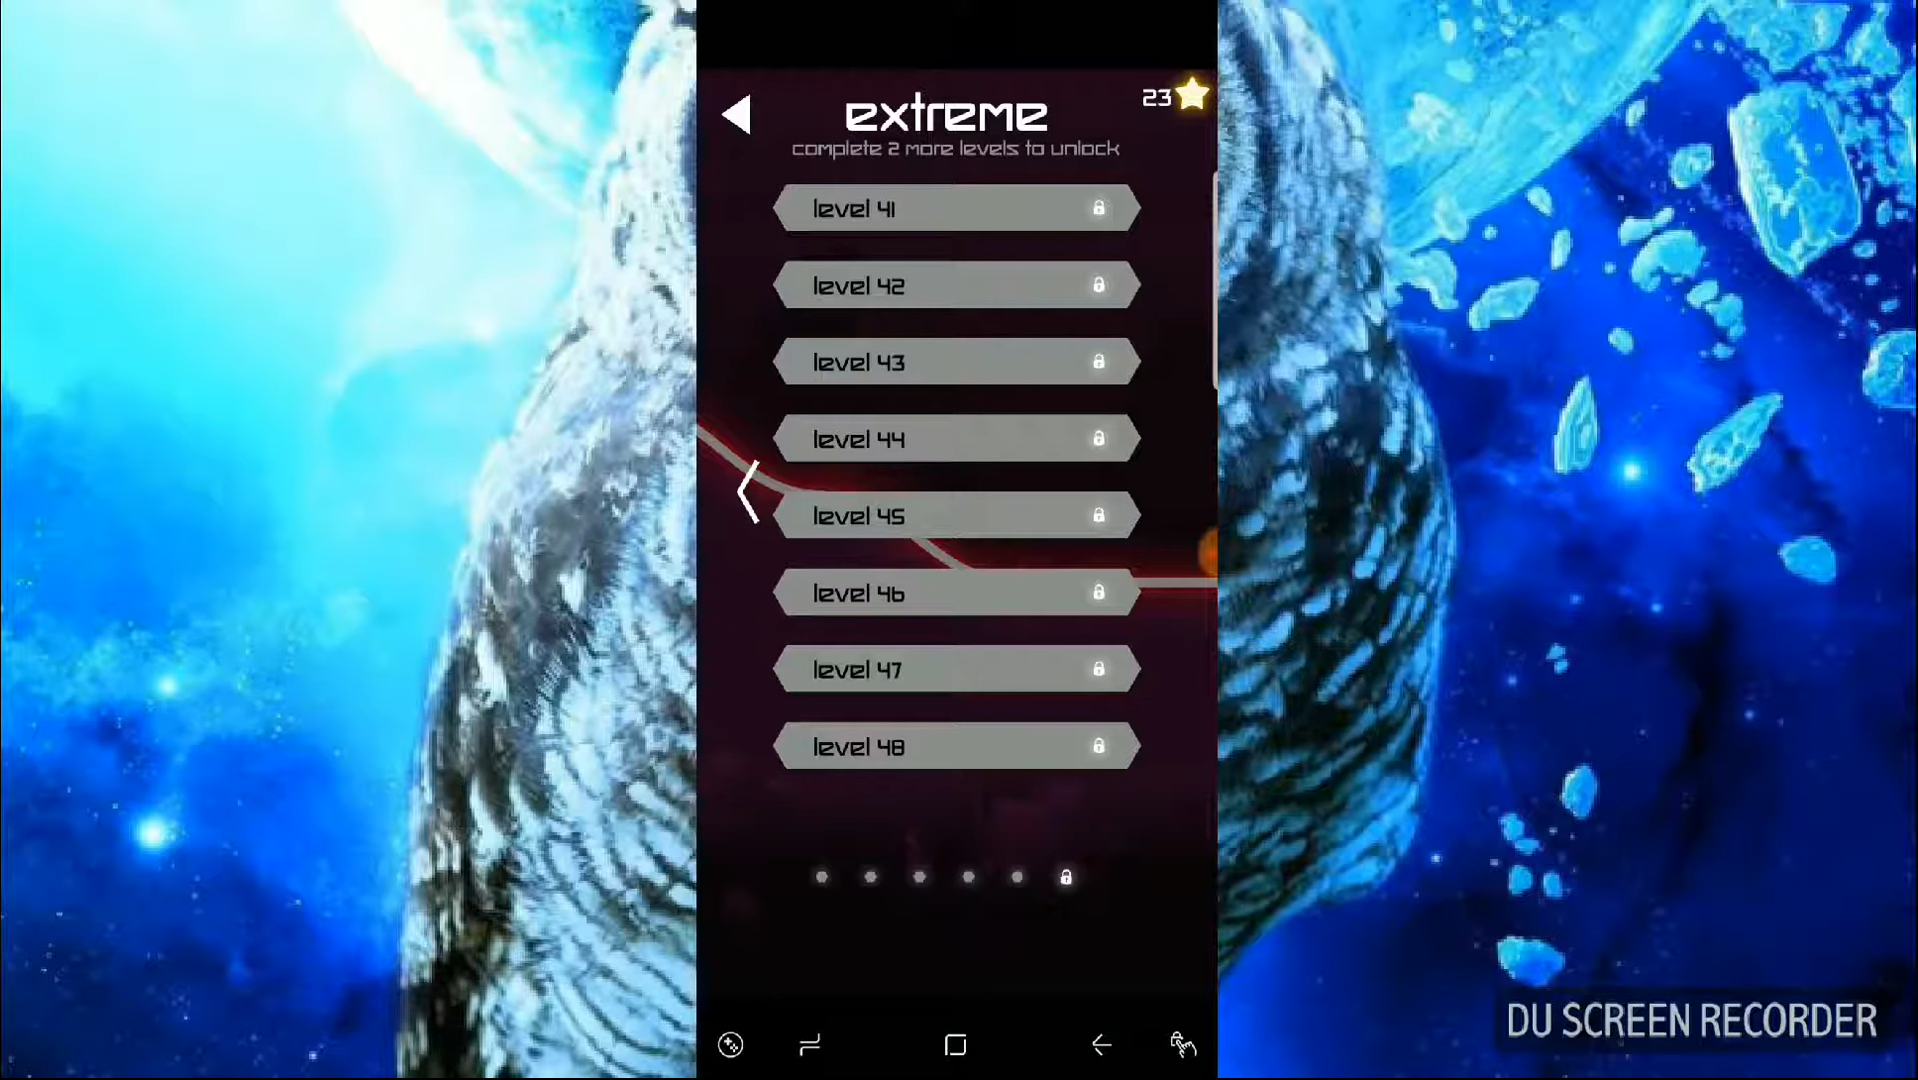 extreme
23
complete 2 more levels to unlock
level 41
level 42
level 43
level 44
level 45
level 46
level 47
level 48
DU SCREEN RECORDER